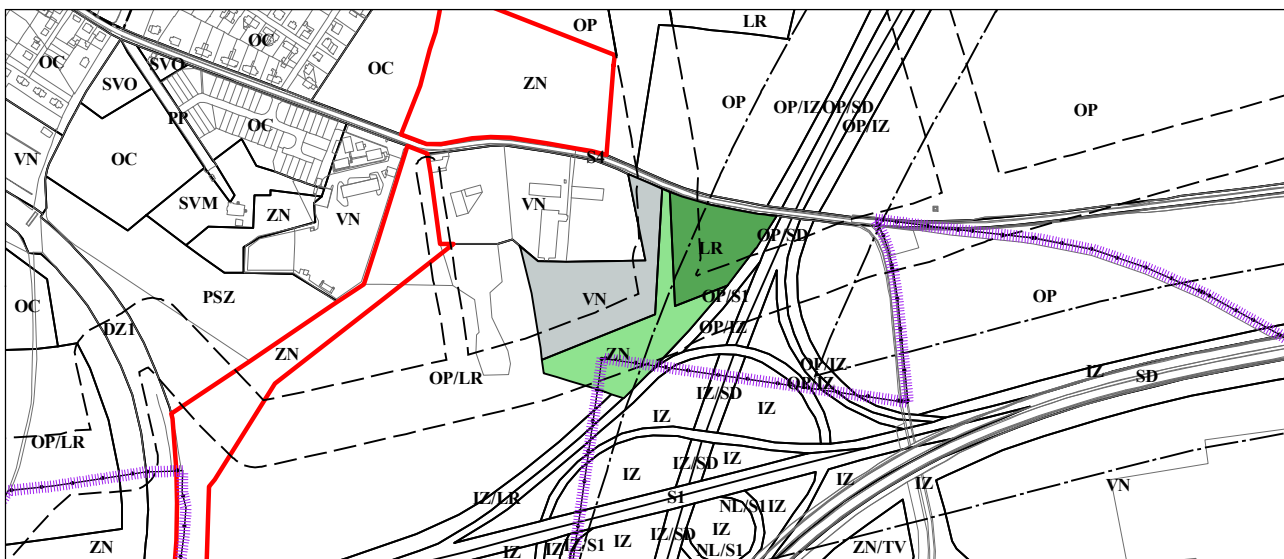 OP
LR
OC
OC
OC
ZN
SVO
SVO
OP
OP/IZ
OP/SD
OP
PP
OC
OP/IZ
VN
OC
S4
SVM
ZN
VN
VN
OP/SD
LR
PSZ
OP/S1
OP
VN
OC
DZ1
OP/IZ
ZN
ZN
OP/LR
OP/IZ
OP/IZ
IZ
SD
IZ/SD
IZ
IZ
OP/LR
IZ/SD
IZ
IZ
IZ
IZ
VN
IZ/LR
S1
NL/S1
IZ
ZN
IZ
IZ
IZ/S1
IZ
IZ/SD
IZ
NL/S1
ZN/TV